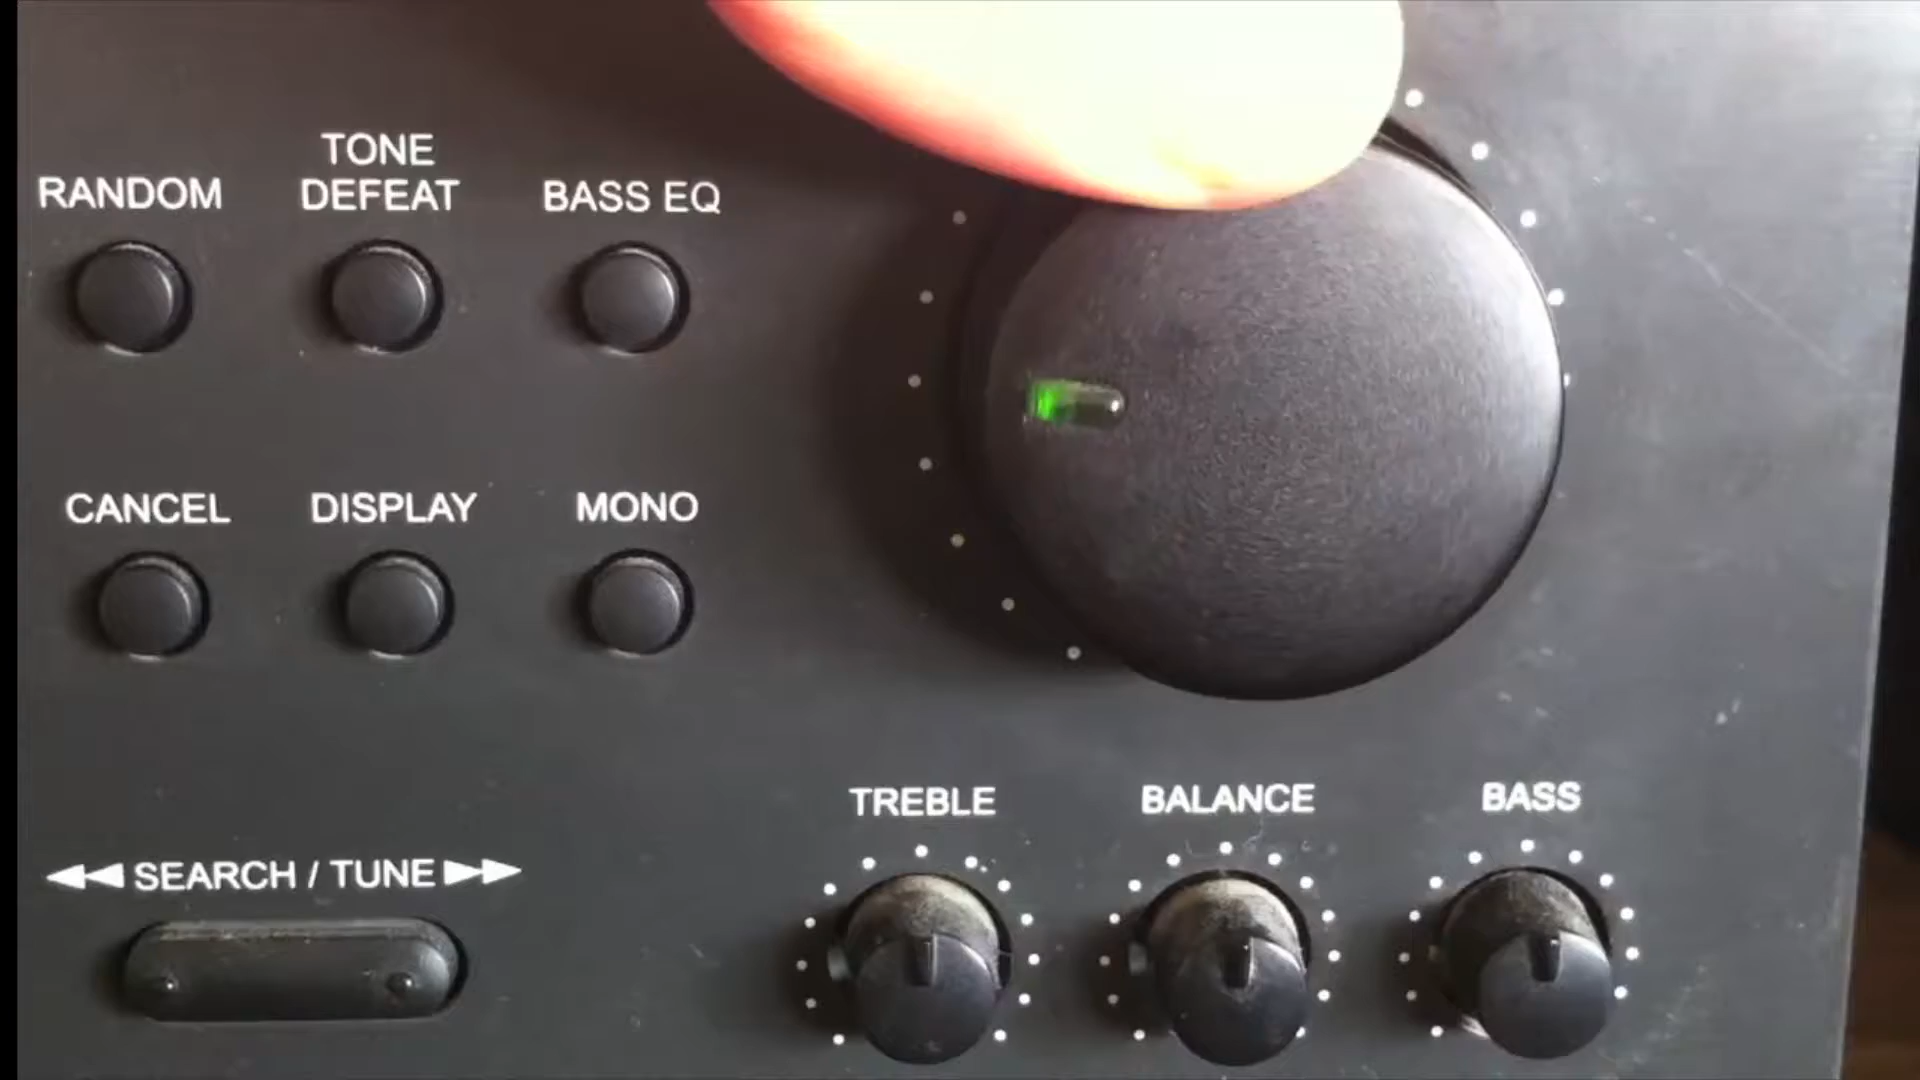 TONE
RANDOM DEFEAT BASS EQ
CANCEL DISPLAY MONO
TREBLE BALANCE BASS
SEARCH / TUNE